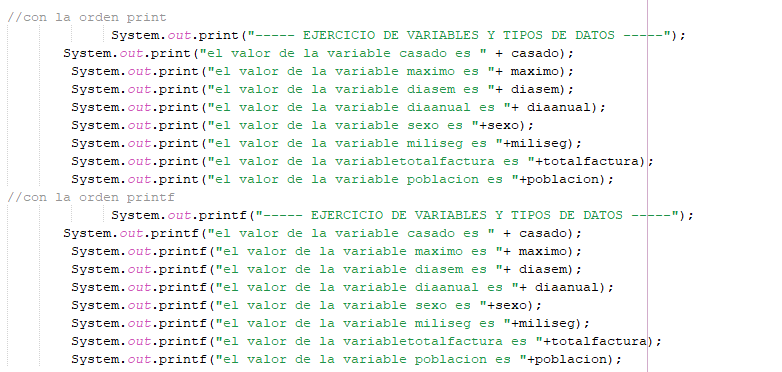 //con la orden print
System.out.print("----- EJERCICIO DE VARIABLES Y TIPOS DE DATOS -----");
System.out.print("el valor de la variable casado es " + casado);
System.out.print("el valor de la variable maximo es "+ maximo);
System.out.print("el valor de la variable diasem es "+ diasem);
System.out.print("el valor de la variable diaanual es "+ diaanual);
System.out.print("el valor de la variable sexo es "+sexo);
System.out.print("el valor de la variable miliseg es "+miliseg);
System.out.print("el valor de la variabletotalfactura es "+totalfactura);
System.out.print("el valor de la variable poblacion es "+poblacion);
//con la orden printf
System.out.printf("----- EJERCICIO DE VARIABLES Y TIPOS DE DATOS -----");
System.out.printf("el valor de la variable casado es " + casado);
System.out.printf("el valor de la variable maximo es "+ maximo);
System.out.printf("el valor de la variable diasem es "+ diasem);
System.out.printf("el valor de la variable diaanual es "+ diaanual);
System.out.printf("el valor de la variable sexo es "+sexo);
System.out.printf("el valor de la variable miliseg es "+miliseg);
System.out.printf("el valor de la variabletotalfactura es "+totalfactura);
System.out.printf("el valor de la variable poblacion es "+poblacion);